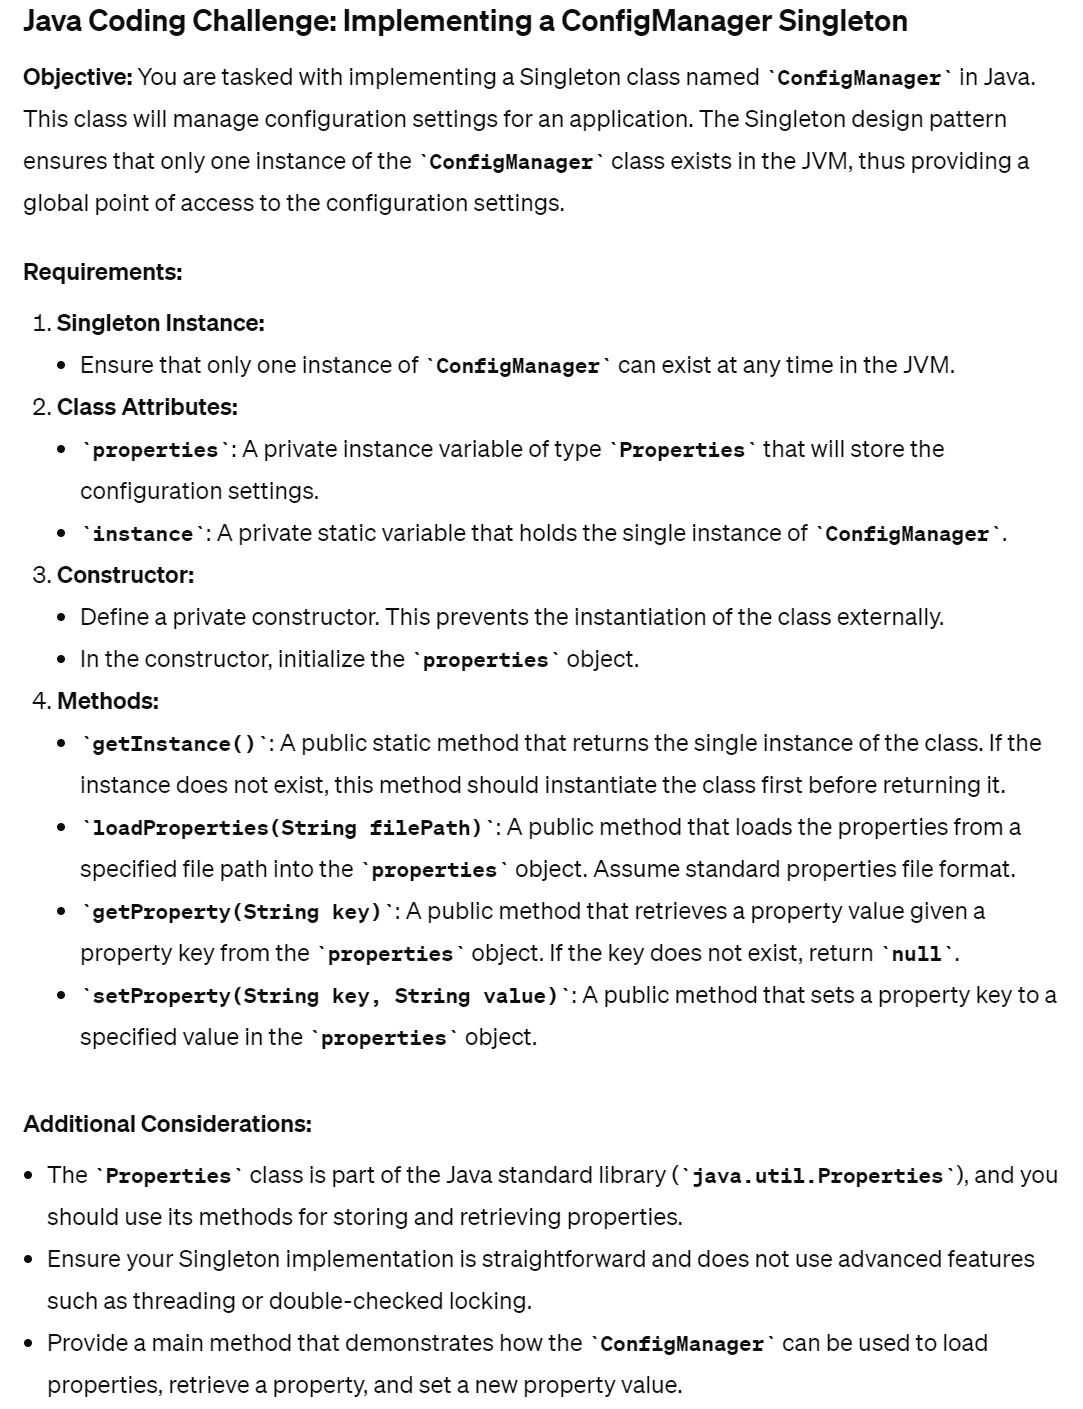 Java Coding Challenge: Implementing a ConfigManager Singleton
Objective: You are tasked with implementing a Singleton class named `ConfigManager` in Java.
This class will manage configuration settings for an application. The Singleton design pattern
ensures that only one instance of the `ConfigManager` class exists in the JVM, thus providing a
global point of access to the configuration settings.
Requirements:
1. Singleton Instance:
• Ensure that only one instance of `ConfigManager` can exist at any time in the JVM.
2. Class Attributes:
• `properties`: A private instance variable of type `Properties` that will store the
configuration settings.
• `instance`: A private static variable that holds the single instance of `ConfigManager`.
3. Constructor:
• Define a private constructor. This prevents the instantiation of the class externally.
• In the constructor, initialize the `properties` object.
4. Methods:
• `getInstance()`: A public static method that returns the single instance of the class. If the
instance does not exist, this method should instantiate the class first before returning it.
• `loadProperties(String filePath)`: A public method that loads the properties from a
specified file path into the `properties` object. Assume standard properties file format.
• `getProperty(String key)`: A public method that retrieves a property value given a
property key from the `properties` object. If the key does not exist, return `null`.
• `setProperty(String key, String value)`: A public method that sets a property key to a
specified value in the `properties` object.
Additional Considerations:
• The `Properties` class is part of the Java standard library (`java.util.Properties`), and you
should use its methods for storing and retrieving properties.
• Ensure your Singleton implementation is straightforward and does not use advanced features
such as threading or double-checked locking.
• Provide a main method that demonstrates how the `ConfigManager` can be used to load
properties, retrieve a property, and set a new property value.